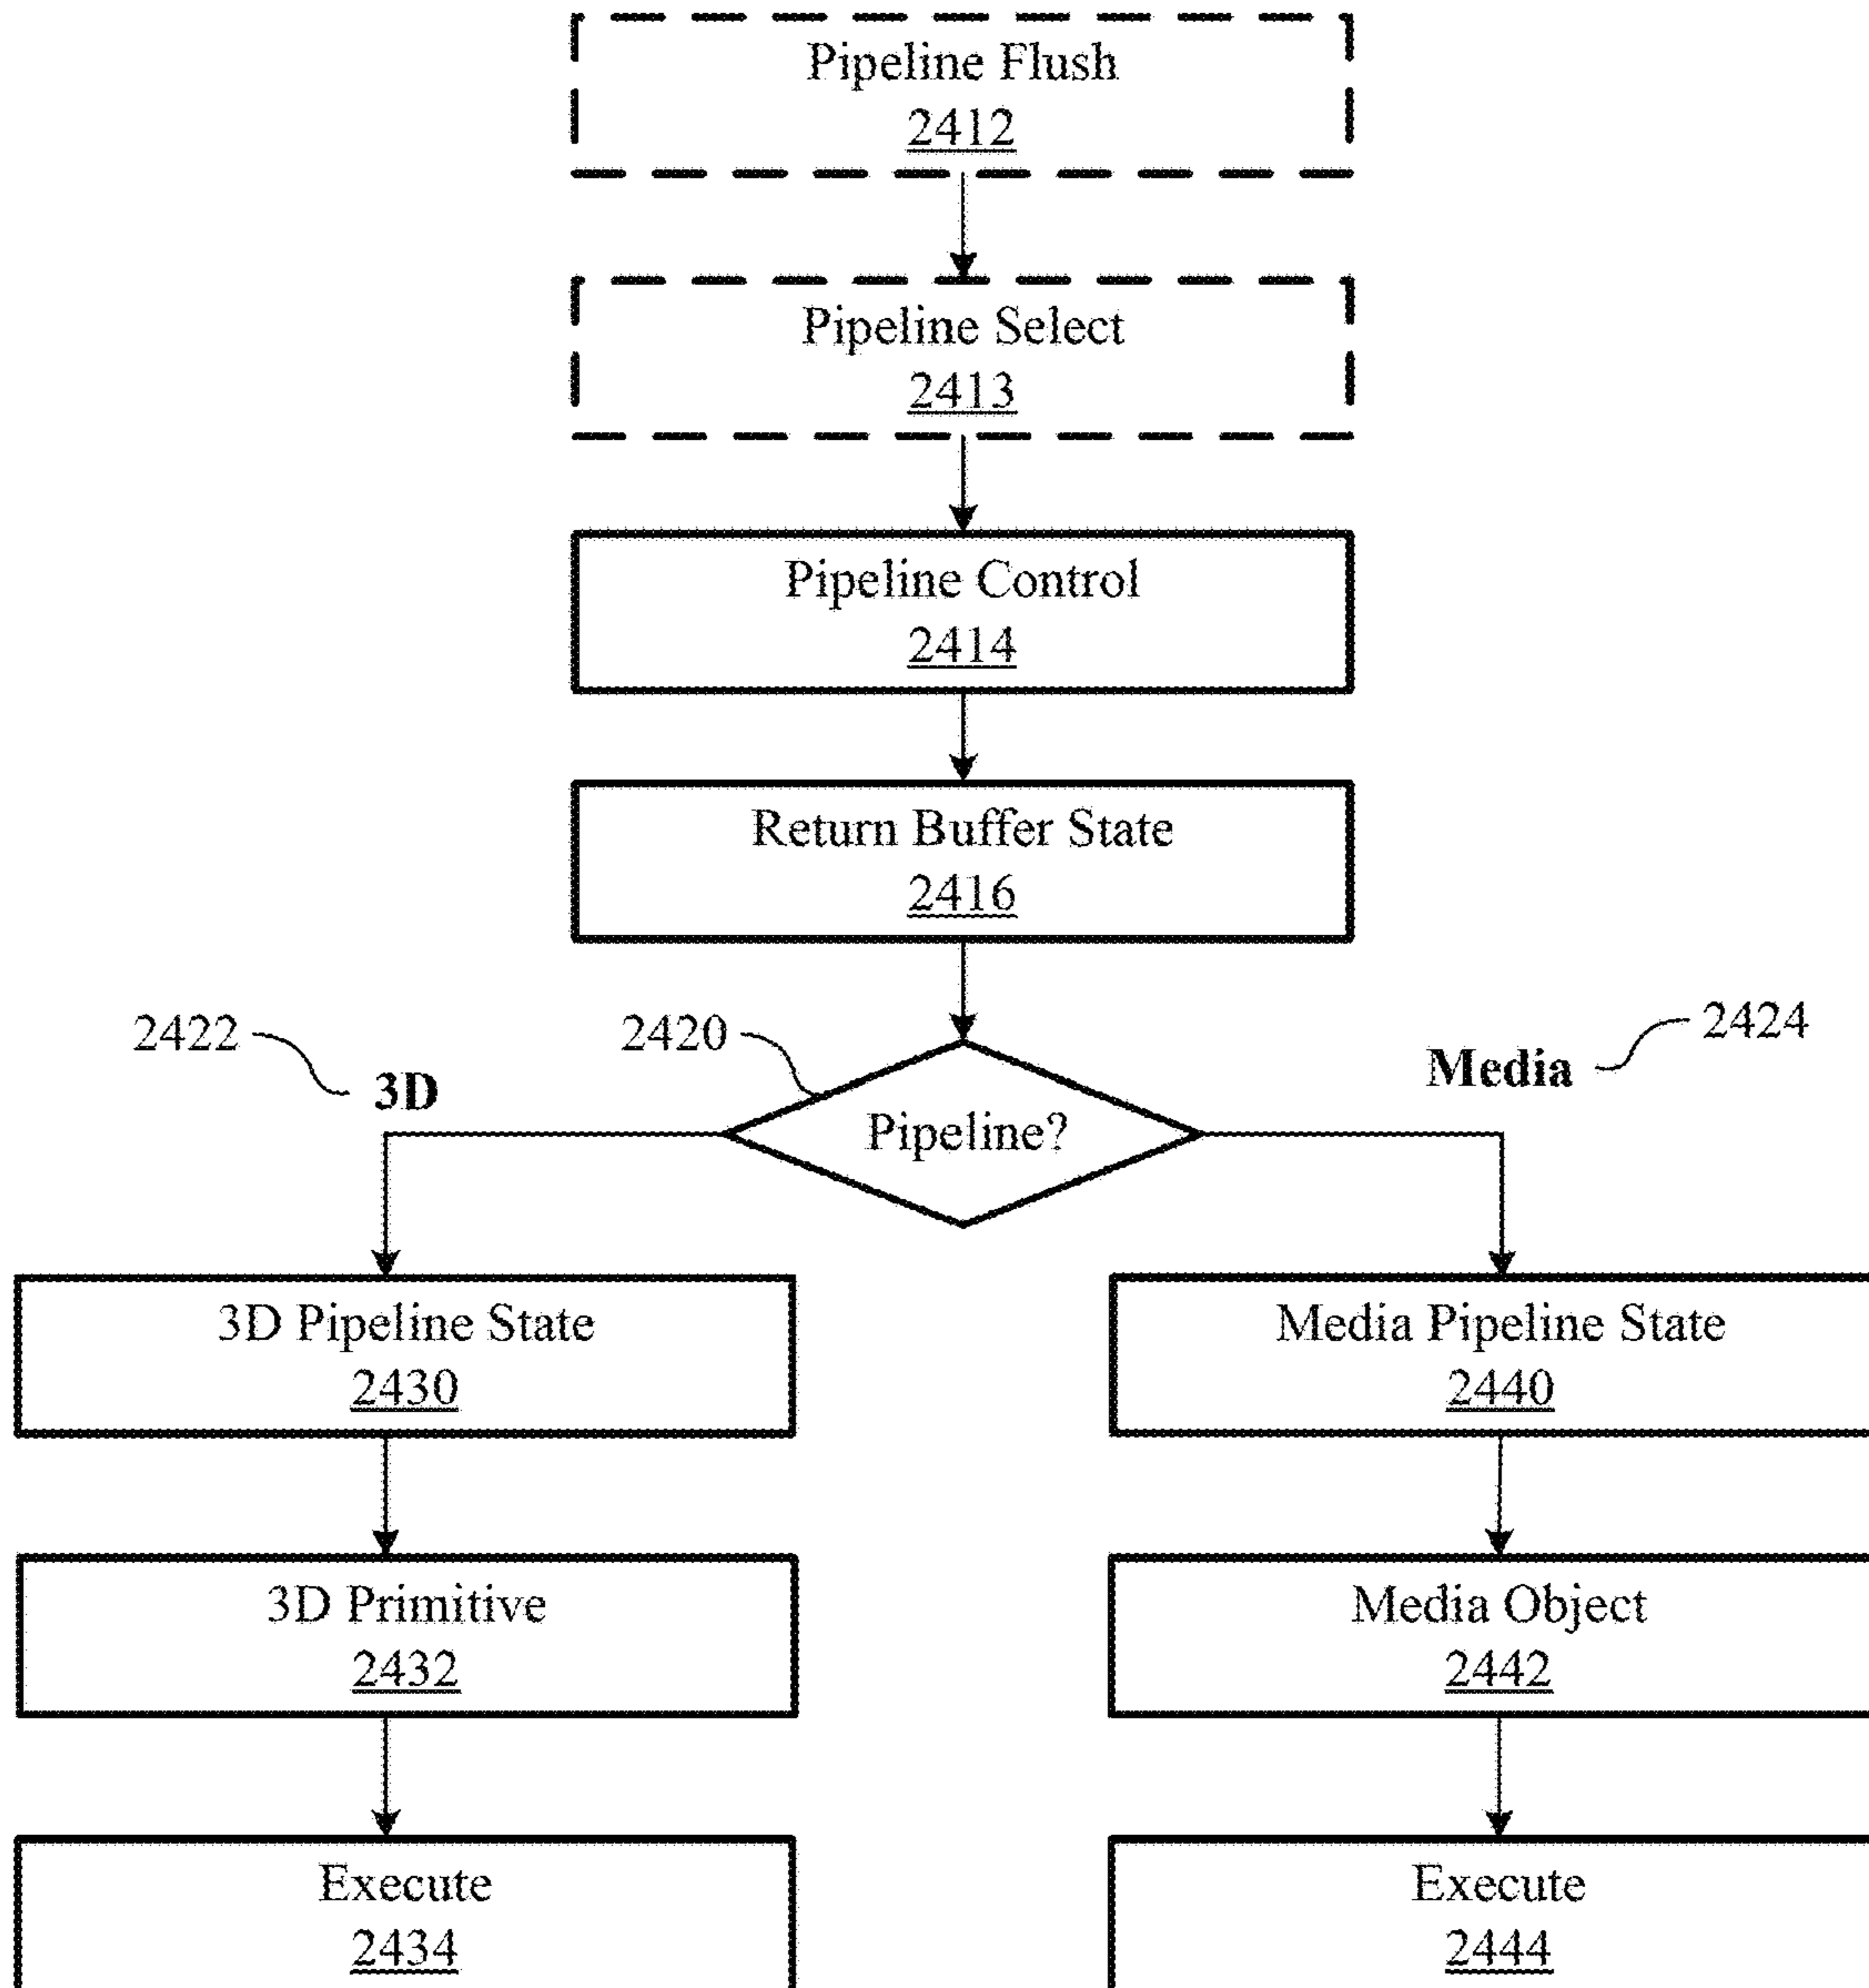 Pipeline Flush
2412
Pipeline Select
2413
Pipeline Control
2414
Return Buffer State
2416
2422
2420
2424
3D
Media
Pipeline?
3D Pipeline State
2430
Media Pipeline State
2440
3D Primitive
2432
Media Object
2442
Execute
2434
Execute
2444